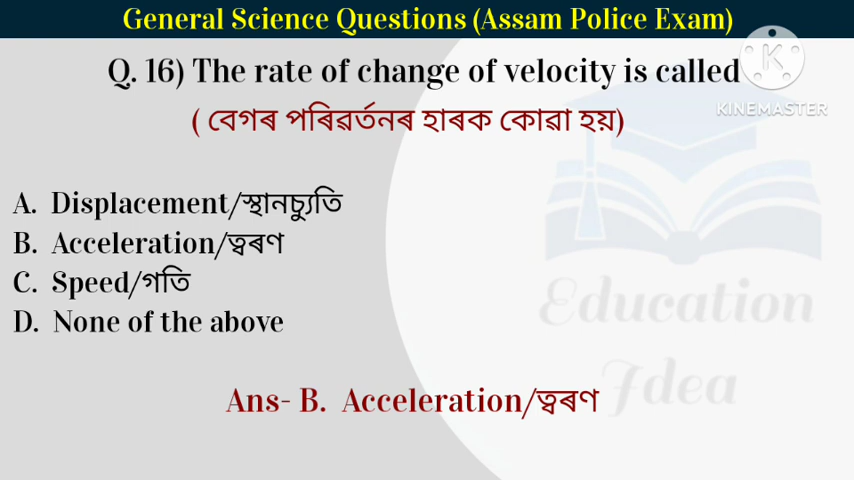 General Science Questions (Assam Police Exam)
KINEMASTER
Q. 16) The rate of change of velocity is called
( বেগৰ পৰিৱৰ্তনৰ হাৰক কোৱা হয়)
A. Displacement/স্থানচ্যুতি
B. Acceleration/ত্বৰণ
C. Speed/গতি
D. None of the above
Education
Idea
Ans- B. Acceleration/ত্বৰণ